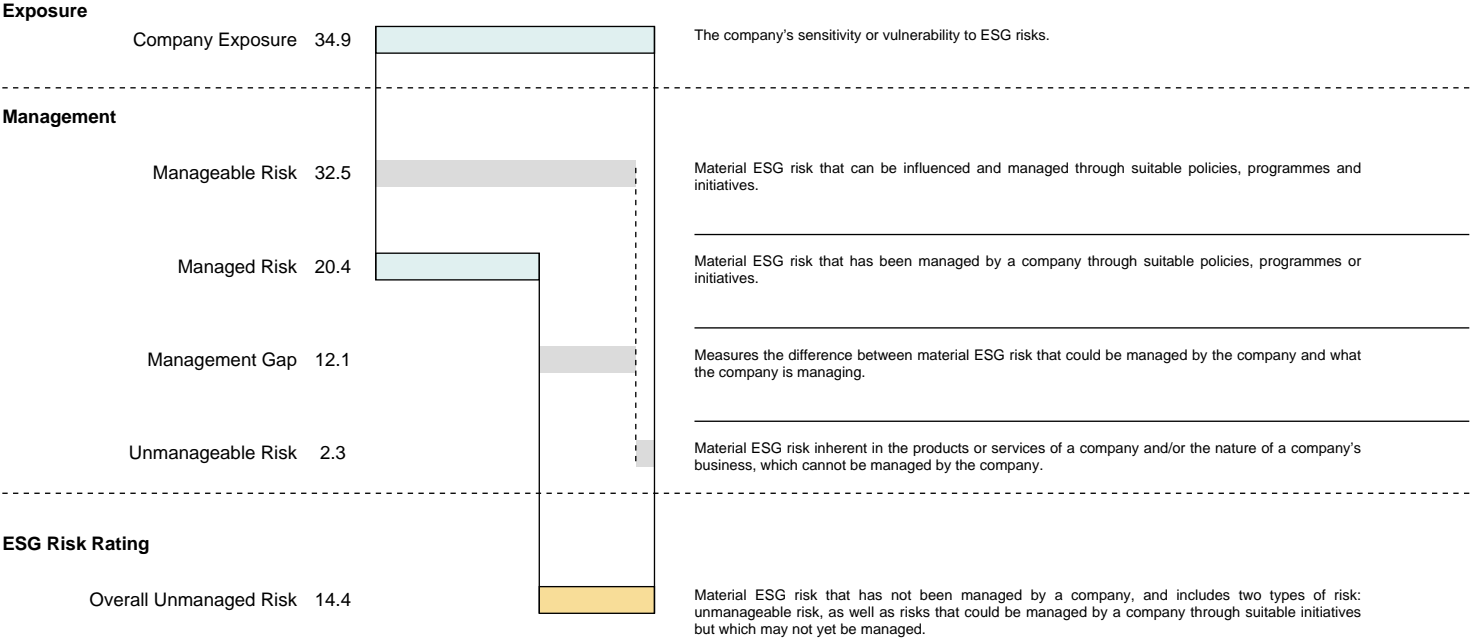 Exposure
Company Exposure 34.9
The company’s sensitivity or vulnerability to ESG risks.
Management
Manageable Risk 32.5
Material ESG risk that can be influenced and managed through suitable policies, programmes and
initiatives.
Managed Risk 20.4
Material ESG risk that has been managed by a company through suitable policies, programmes or
initiatives.
Management Gap 12.1
Measures the difference between material ESG risk that could be managed by the company and what
the company is managing.
Unmanageable Risk 2.3
Material ESG risk inherent in the products or services of a company and/or the nature of a company’s
business, which cannot be managed by the company.
ESG Risk Rating
Overall Unmanaged Risk 14.4
Material ESG risk that has not been managed by a company, and includes two types of risk:
unmanageable risk, as well as risks that could be managed by a company through suitable initiatives
but which may not yet be managed.